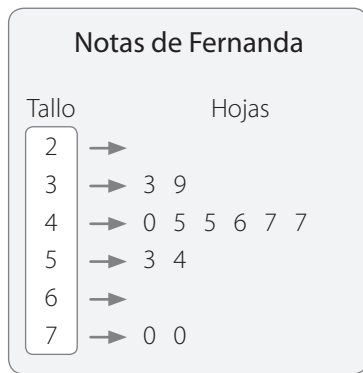 Notas de Fernanda
Tallo Hojas
2 →
3 → 3 9
4 → 0 5 5 6 7 7
5 → 3 4
6 →
7 → 0 0